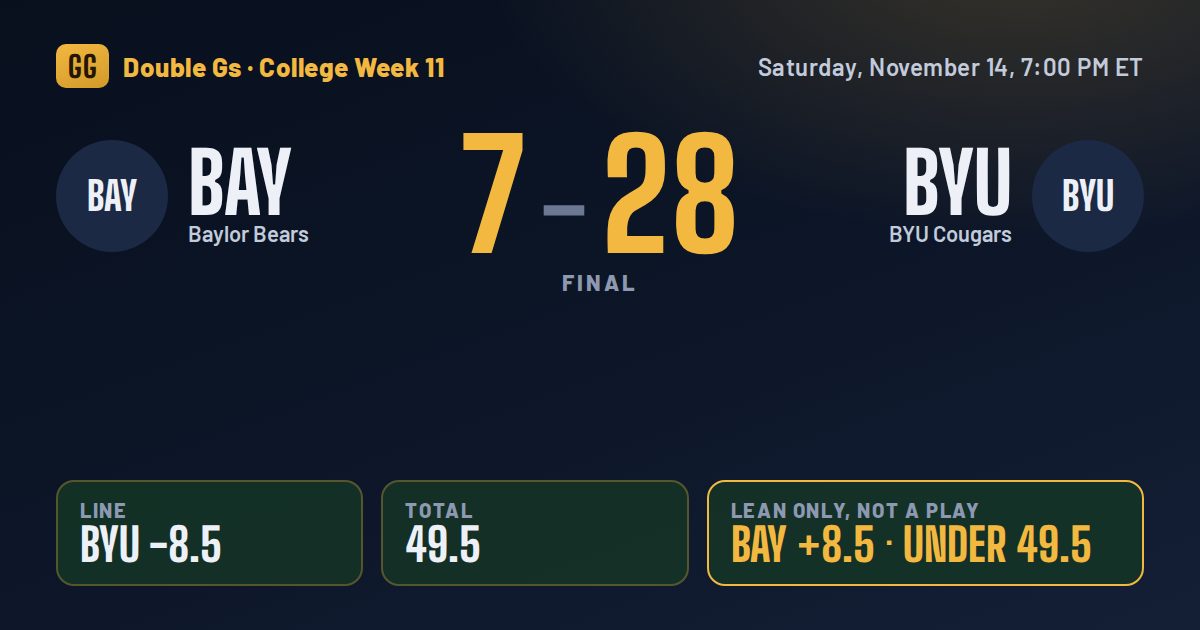 GG Double Gs · College Week 11
Saturday, November 14, 7:00 PM ET
BAY
BAY
Baylor Bears
7–28
FINAL
BYU
BYU Cougars
BYU
LINE
BYU −8.5
TOTAL
49.5
LEAN ONLY, NOT A PLAY
BAY +8.5 · UNDER 49.5